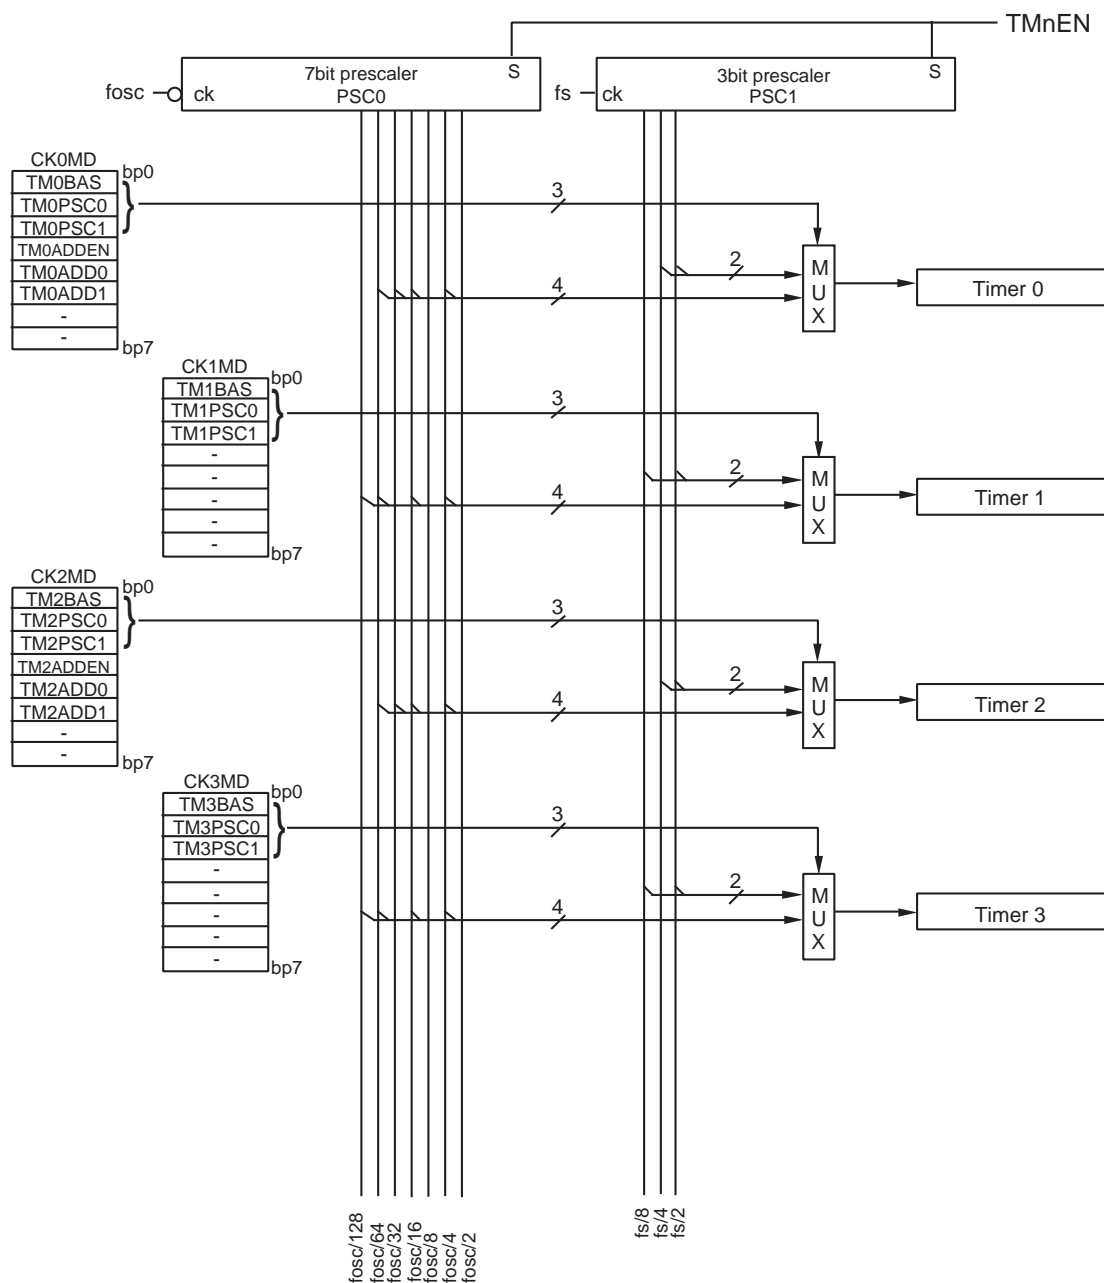 TMnEN
7bit prescaler S
PSC0
fosc ck
3bit prescaler S
PSC1
fs ck
CK0MD
bp0
TM0BAS
TM0PSC0
TM0PSC1
TM0ADDEN
TM0ADD0
TM0ADD1
-
-
bp7
3
2
4
MUX
Timer 0
CK1MD
bp0
TM1BAS
TM1PSC0
TM1PSC1
-
-
-
-
-
bp7
3
2
4
MUX
Timer 1
CK2MD
bp0
TM2BAS
TM2PSC0
TM2PSC1
TM2ADDEN
TM2ADD0
TM2ADD1
-
-
bp7
3
2
4
MUX
Timer 2
CK3MD
bp0
TM3BAS
TM3PSC0
TM3PSC1
-
-
-
-
-
bp7
3
2
4
MUX
Timer 3
fosc/128
fosc/64
fosc/32
fosc/16
fosc/8
fosc/4
fosc/2
fs/8
fs/4
fs/2